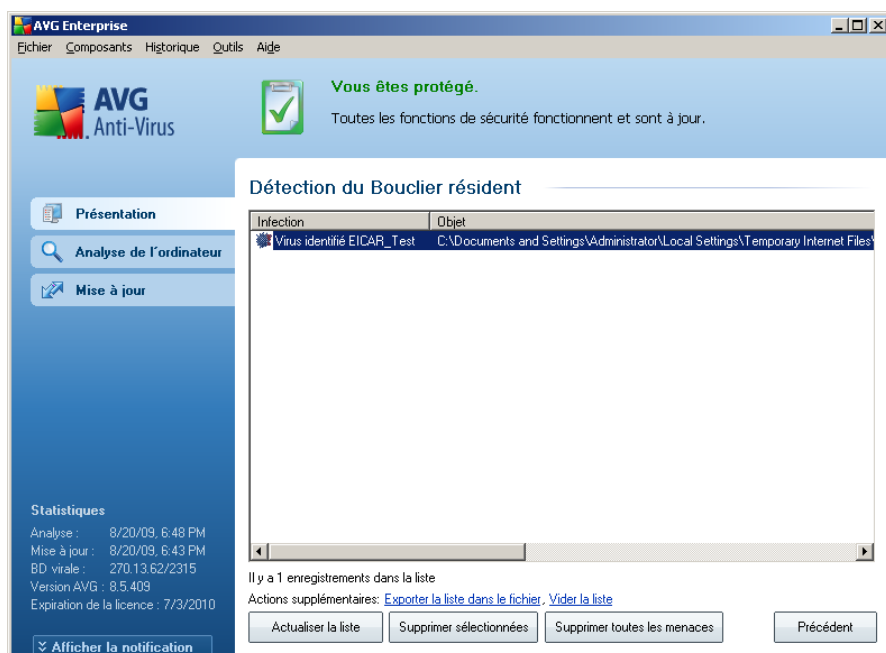 AVG Enterprise
Fichier Composants Historique Outils Aide
AVG
Anti-Virus
Vous êtes protégé.
Toutes les fonctions de sécurité fonctionnent et sont à jour.
Présentation
Analyse de l'ordinateur
Mise à jour
Détection du Bouclier résident
Infection Objet
Virus identifié EICAR_Test C:\Documents and Settings\Administrator\Local Settings\Temporary Internet Files\
Statistiques
Analyse : 8/20/09, 6:48 PM
Mise à jour : 8/20/09, 6:43 PM
BD virale : 270.13.62/2315
Version AVG : 8.5.409
Expiration de la licence : 7/3/2010
Afficher la notification
Il y a 1 enregistrements dans la liste
Actions supplémentaires: Exporter la liste dans le fichier, Vider la liste
Actualiser la liste Supprimer sélectionnées Supprimer toutes les menaces Précédent